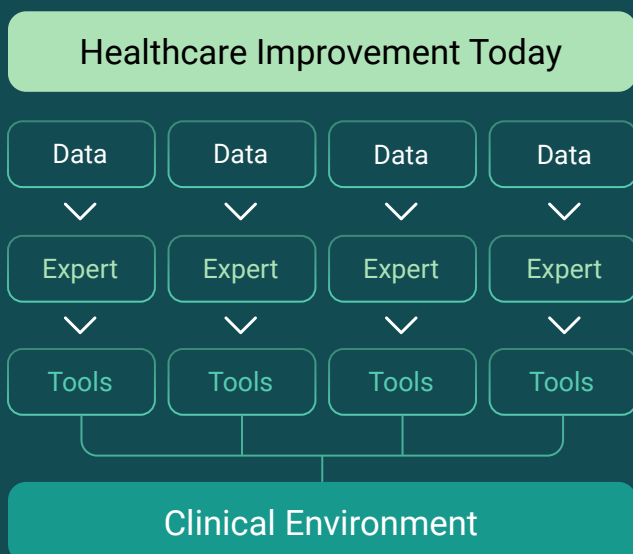 Healthcare Improvement Today
Data Data Data Data
Expert Expert Expert Expert
Tools Tools Tools Tools
Clinical Environment